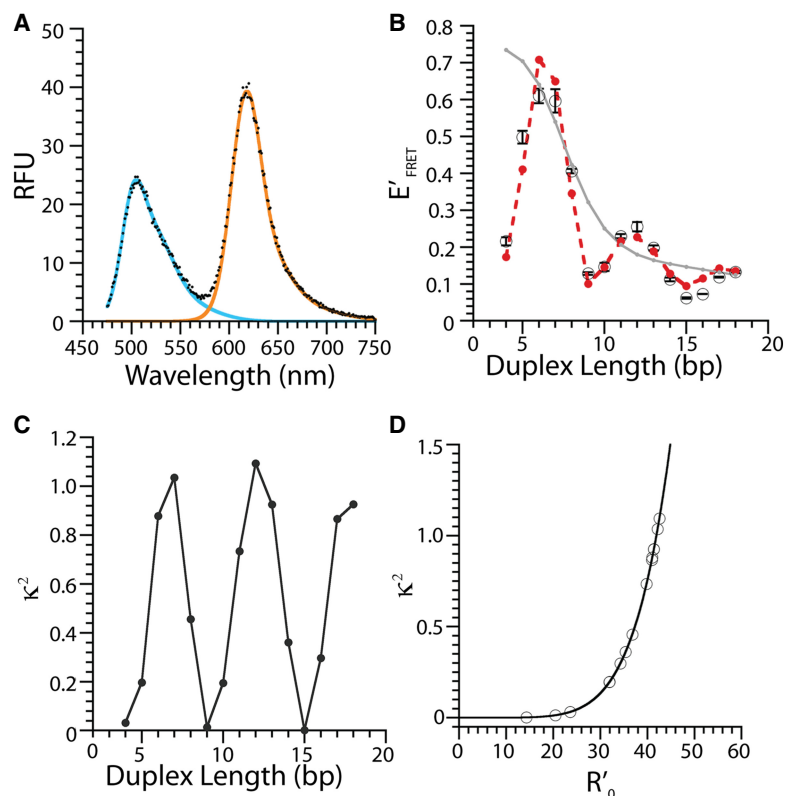 A
50
40
30
20
10
0
RFU
450 500 550 600 650 700 750
Wavelength (nm)
B
0.8
0.7
0.6
0.5
0.4
0.3
0.2
0.1
0
E′FRET
0 5 10 15 20
Duplex Length (bp)
C
1.2
1.0
0.8
0.6
0.4
0.2
0
κ²
0 5 10 15 20
Duplex Length (bp)
D
1.5
1.0
0.5
0
κ²
0 10 20 30 40 50 60
R′0